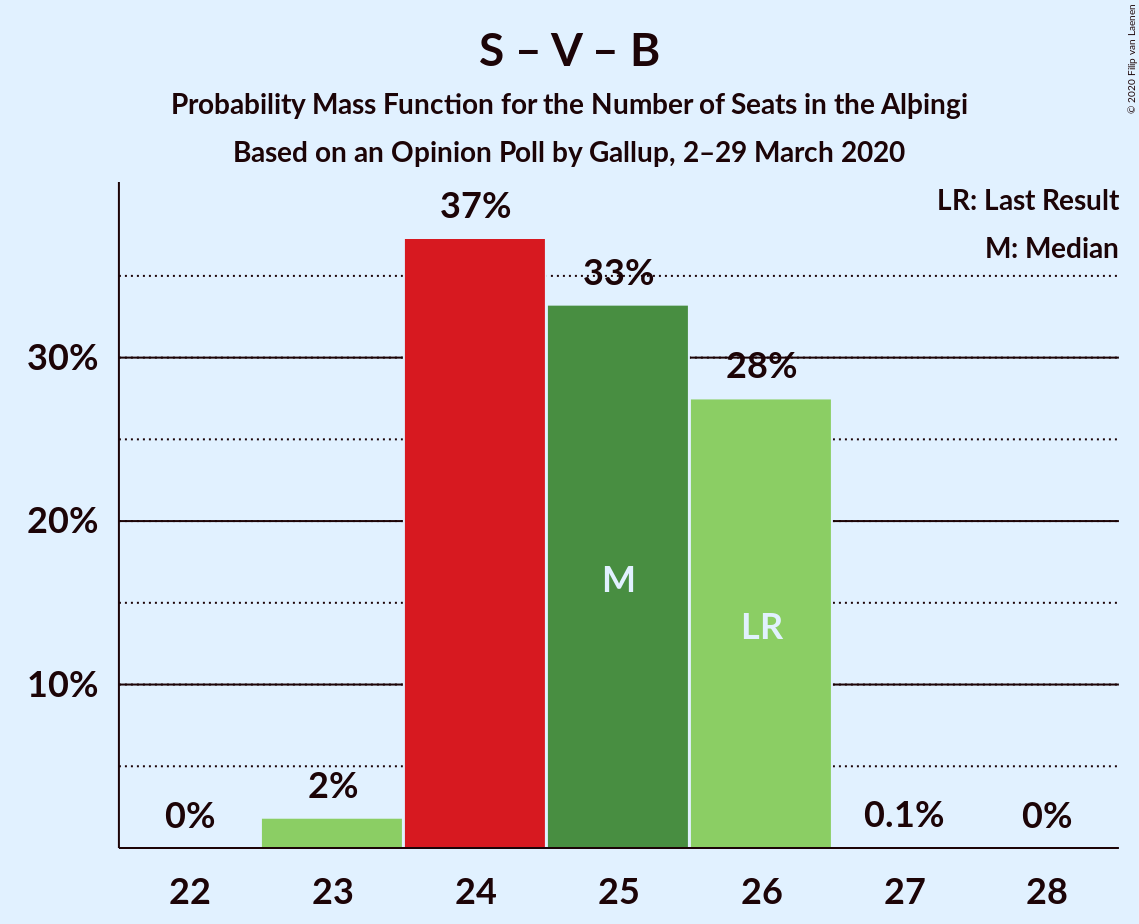 S – V – B
Probability Mass Function for the Number of Seats in the Alþingi
Based on an Opinion Poll by Gallup, 2–29 March 2020
© 2020 Filip van Laenen
LR: Last Result
M: Median
37%
33%
30%
28%
20%
M
LR
10%
0%
2%
0.1%
0%
22 23 24 25 26 27 28